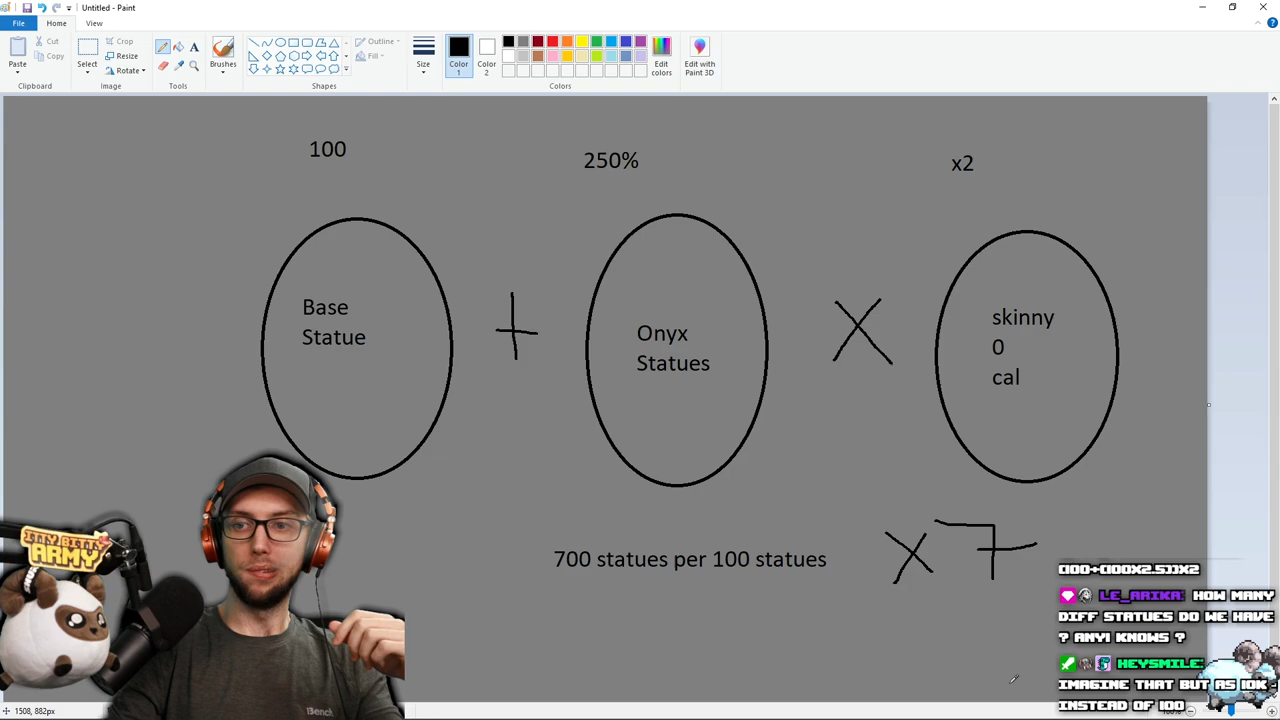 Untitled - Paint
File
Home
View
Paste
Cut
Copy
Clipboard
Select
Crop
Resize
Rotate
Image
Tools
Brushes
Shapes
Outline
Fill
Size
Color
1
Color
2
Edit
colors
Edit with
Paint 3D
Colors
100
250%
x2
Base
Statue
+
Onyx
Statues
X
skinny
0
cal
700 statues per 100 statues
X 7
ITTY BITTY
ARMY
1Bench
(100+(100X2.5))X2
LE_ARIKA: HOW MANY
DIFF STATUES DO WE HAVE
? ANY1 KNOWS ?
HEYSMILE:
IMAGINE THAT BUT AS 10K
INSTEAD OF 100
1508, 882px
100%